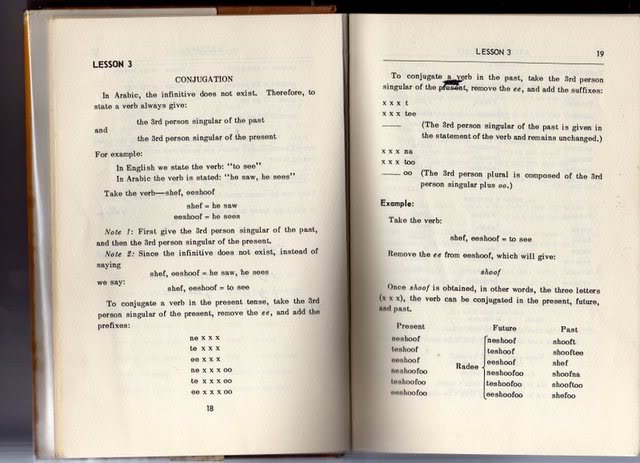 LESSON 3
CONJUGATION
In Arabic, the infinitive does not exist. Therefore, to
state a verb always give:
the 3rd person singular of the past
and
the 3rd person singular of the present
For example:
In English we state the verb: "to see"
In Arabic the verb is stated: "he saw, he sees"
Take the verb—shef, eeshoof
shef = he saw
eeshoof = he sees
Note 1: First give the 3rd person singular of the past,
and then the 3rd person singular of the present.
Note 2: Since the infinitive does not exist, instead of
saying
shef, eeshoof = he saw, he sees
we say:
shef, eeshoof = to see
To conjugate a verb in the present tense, take the 3rd
person singular of the present, remove the ee, and add the
prefixes:
ne x x x
te x x x
ee x x x
ne x x x oo
te x x x oo
ee x x x oo
18
LESSON 3 19
To conjugate a verb in the past, take the 3rd person
singular of the present, remove the ee, and add the suffixes:
x x x t
x x x tee
____ (The 3rd person singular of the past is given in
the statement of the verb and remains unchanged.)
x x x na
x x x too
____ oo (The 3rd person plural is composed of the 3rd
person singular plus oo.)
Example:
Take the verb:
shef, eeshoof = to see
Remove the ee from eeshoof, which will give:
shoof
Once shoof is obtained, in other words, the three letters
(x x x), the verb can be conjugated in the present, future,
and past.
Present Future Past
neshoof neshoof shooft
teshoof teshoof shooftee
eeshoof eeshoof shef
Radee
neshoofoo neshoofoo shoofna
teshoofoo teshoofoo shooftoo
eeshoofoo eeshoofoo shefoo